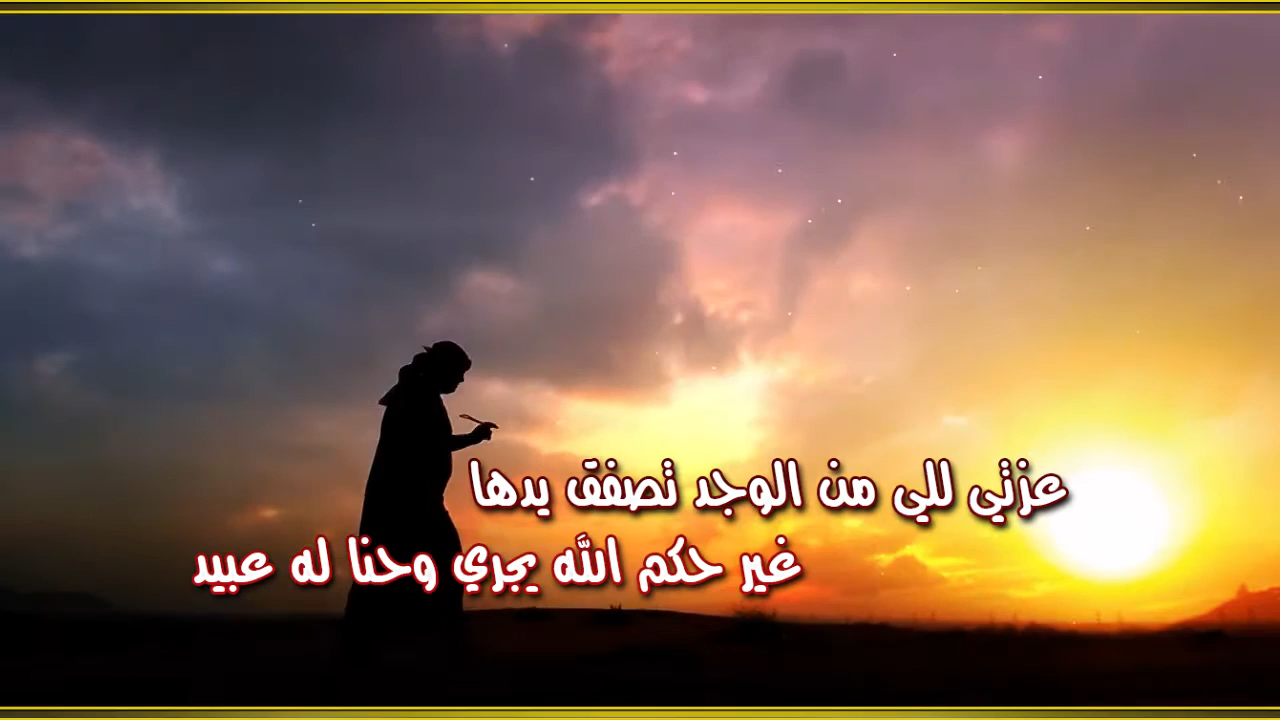 عزتي للي من الوجد تصفق يدها
غير حكم الله يجري وحنا له عبيد